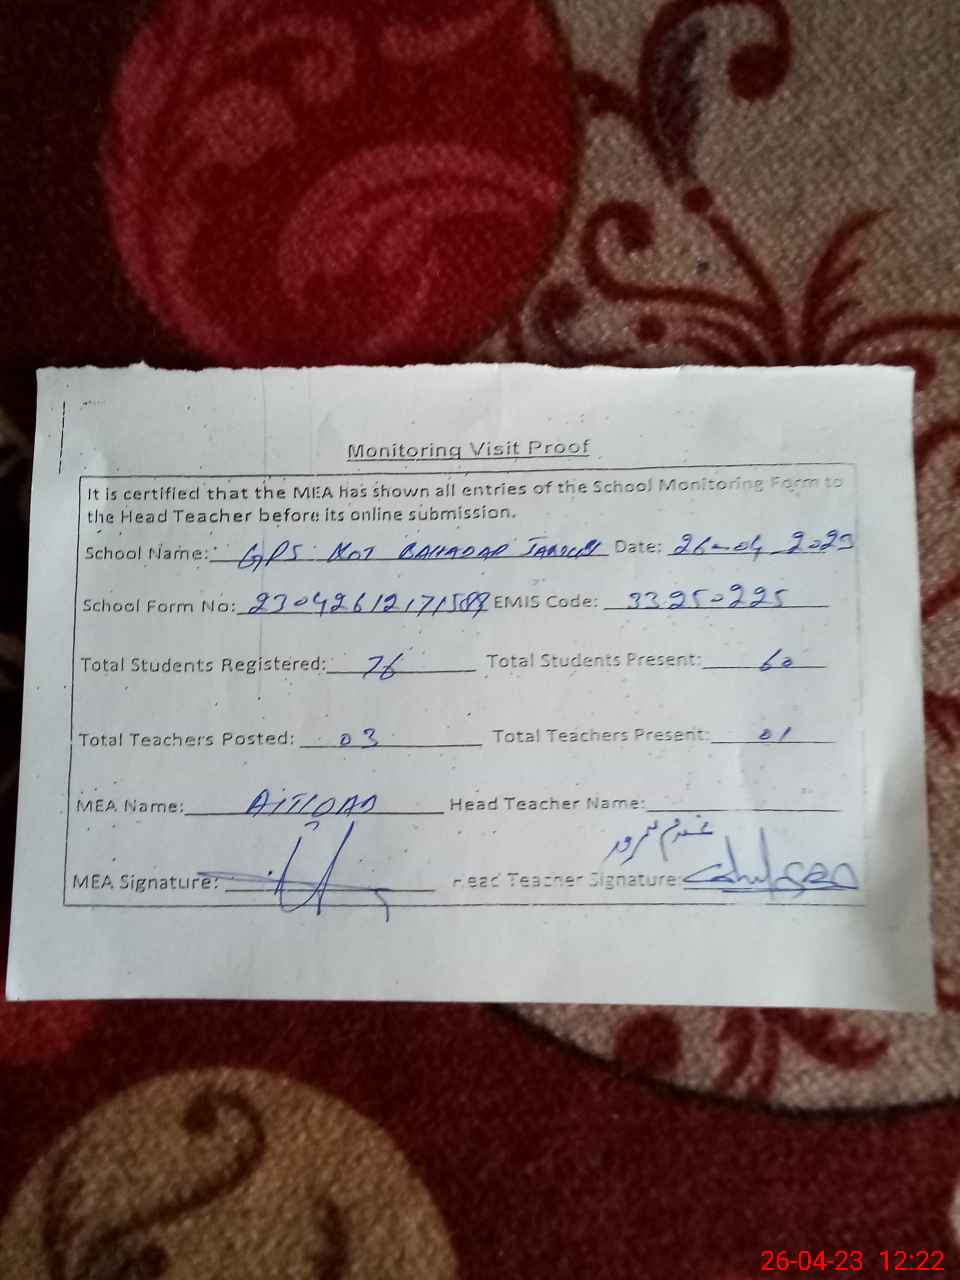 Monitoring Visit Proof
It is certified that the MEA has shown all entries of the School Monitoring Form to
the Head Teacher before its online submission.
School Name: GPS KOT BAHADAR Date: 26-04-2023
School Form No: EMIS Code: 33250225
Total Students Registered: 76 Total Students Present: 60
Total Teachers Posted: 03 Total Teachers Present: 01
MEA Name: Head Teacher Name:
سرور
MEA Signature: Head Teacher Signature:
26-04-23 12:22